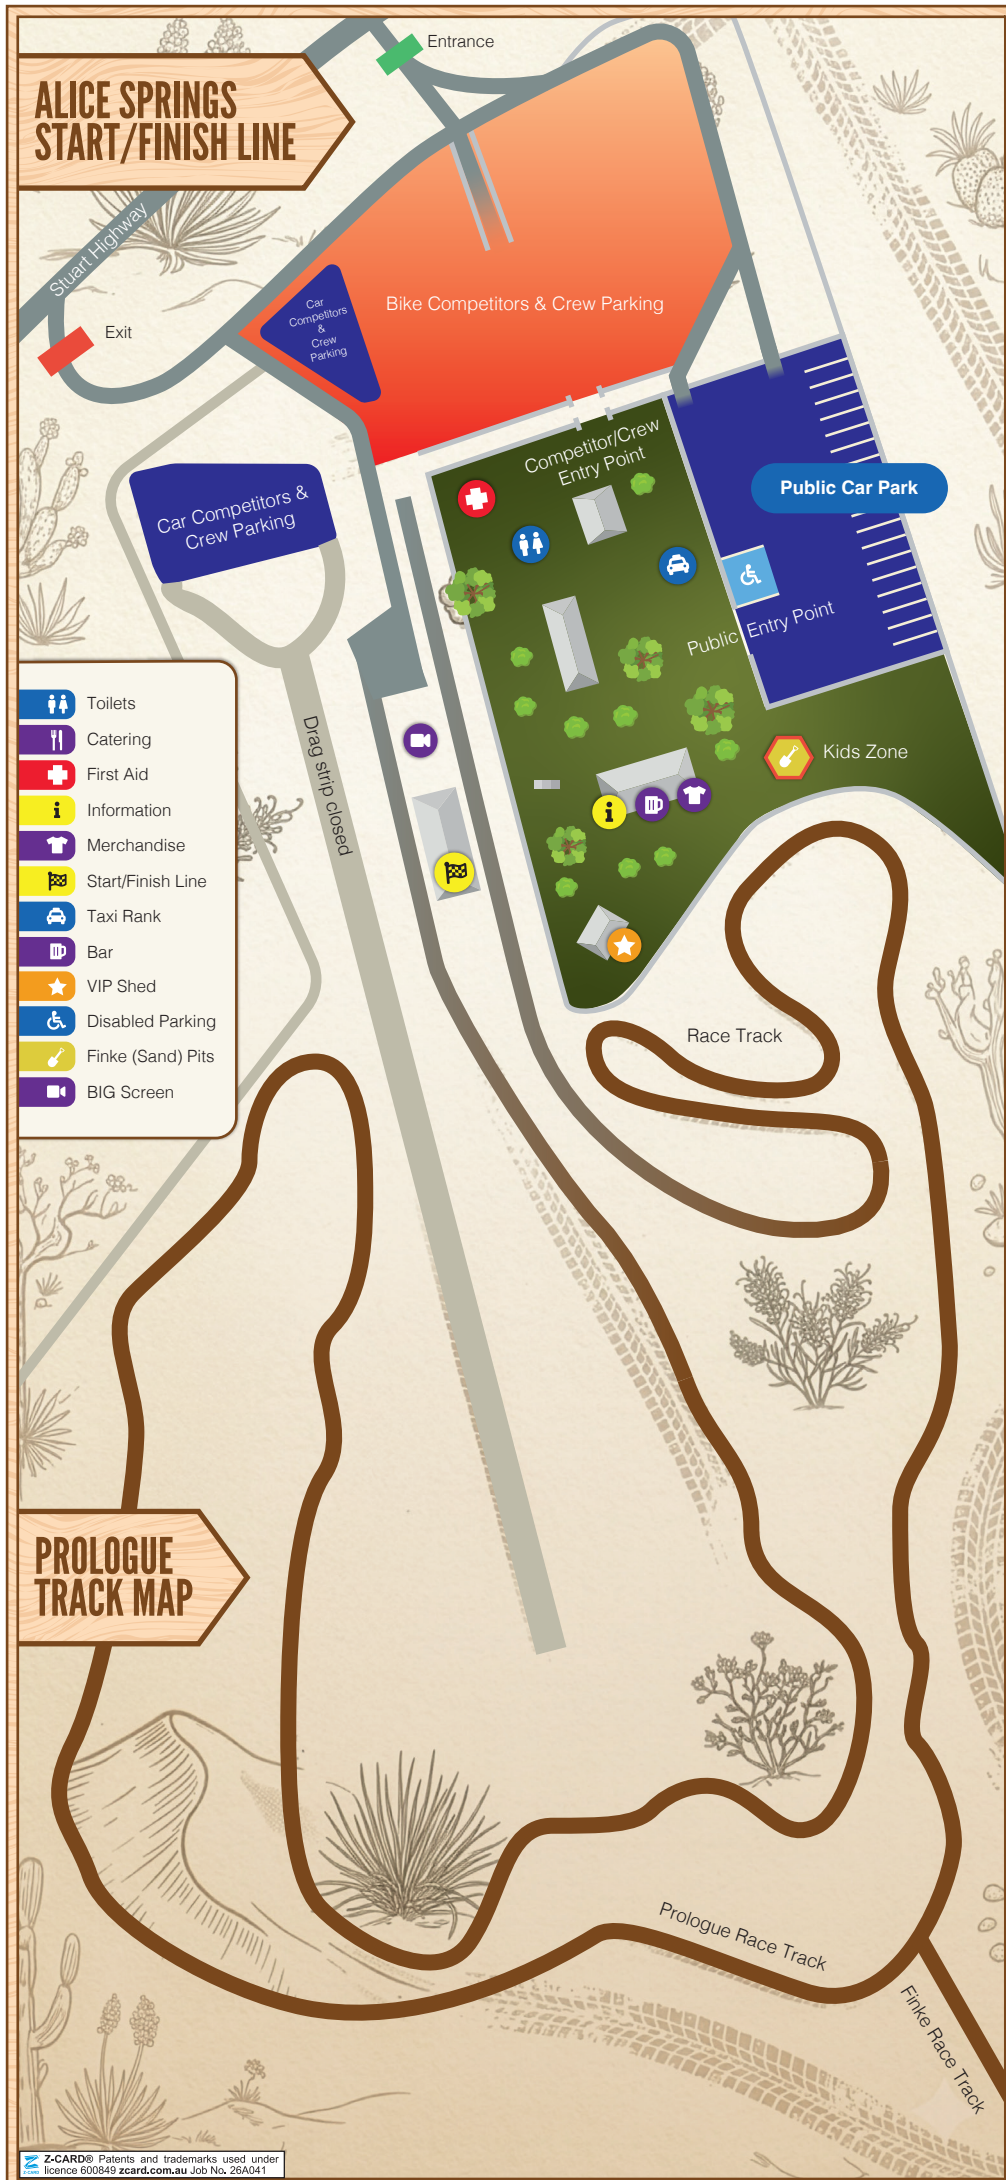 Entrance
ALICE SPRINGS
START/FINISH LINE
Stuart Highway
Exit
Car
Competitors
&
Crew
Parking
Bike Competitors & Crew Parking
Competitor/Crew
Entry Point
Car Competitors &
Crew Parking
Public Car Park
Public Entry Point
Kids Zone
Drag strip closed
Toilets
Catering
First Aid
Information
Merchandise
Start/Finish Line
Taxi Rank
Bar
VIP Shed
Disabled Parking
Finke (Sand) Pits
BIG Screen
Race Track
PROLOGUE
TRACK MAP
Prologue Race Track
Finke Race Track
Z-CARD
Z-CARD® Patents and trademarks used under
licence 600849 zcard.com.au Job No. 26A041